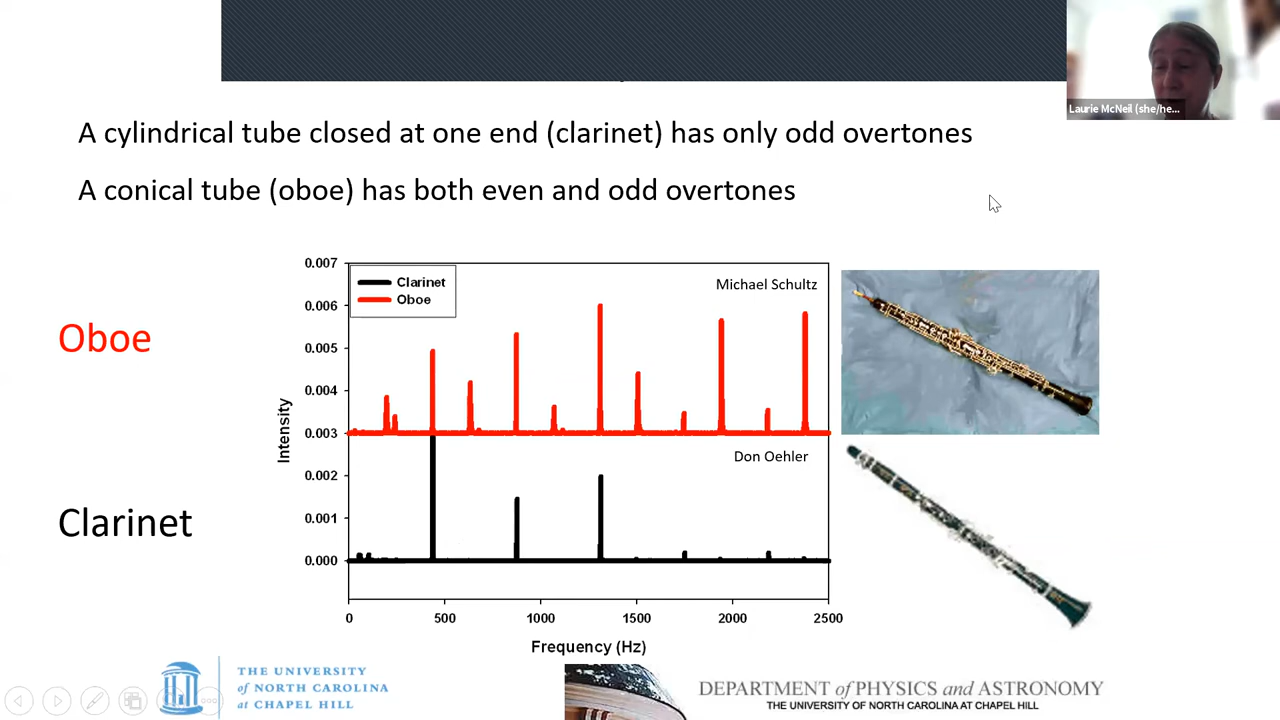 Laurie McNeil (she/he...
A cylindrical tube closed at one end (clarinet) has only odd overtones
A conical tube (oboe) has both even and odd overtones
Oboe
Clarinet
Intensity
0.007
0.006
0.005
0.004
0.003
0.002
0.001
0.000
Clarinet
Oboe
Michael Schultz
Don Oehler
0
500
1000
1500
2000
2500
Frequency (Hz)
THE UNIVERSITY
of NORTH CAROLINA
at CHAPEL HILL
DEPARTMENT of PHYSICS and ASTRONOMY
THE UNIVERSITY OF NORTH CAROLINA AT CHAPEL HILL